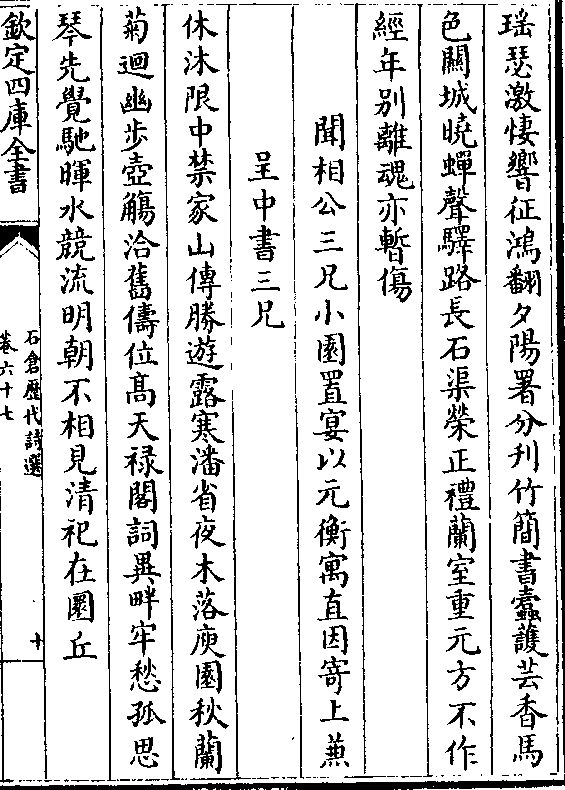 瑶瑟激悽響征鴻翻夕陽署分刋竹簡書蠧䕶芸香馬
色關城曉蟬聲驛路長石渠榮正禮蘭室重元方不作
經年别離魂亦暫傷
聞相公三兄小園置宴以元衡寓直因寄上兼
呈中書三兄
休沐限中禁家山傳勝遊露寒潘省夜木落庾園秋蘭
菊迴幽步壺觴洽舊儔位髙天禄閣詞異畔牢愁孤思
琴先覺馳暉水競流明朝不相見清祀在圜丘
欽定四庫全書
石倉歴代詩選
卷六十七
十